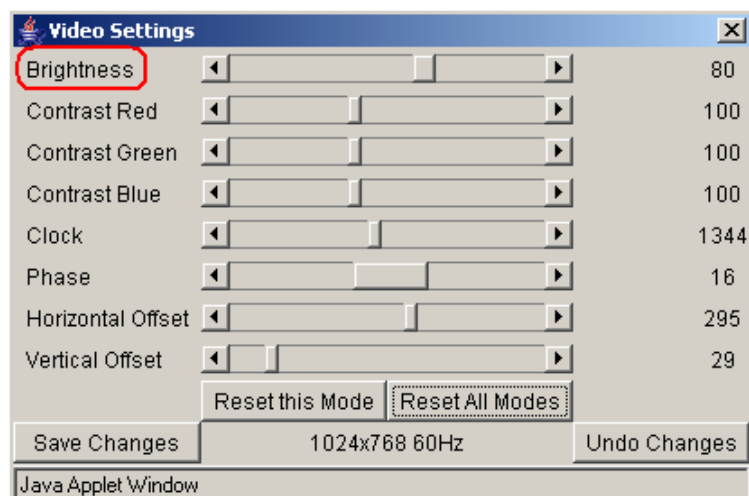 Video Settings
Brightness 80
Contrast Red 100
Contrast Green 100
Contrast Blue 100
Clock 1344
Phase 16
Horizontal Offset 295
Vertical Offset 29
Reset this Mode Reset All Modes
Save Changes 1024x768 60Hz Undo Changes
Java Applet Window